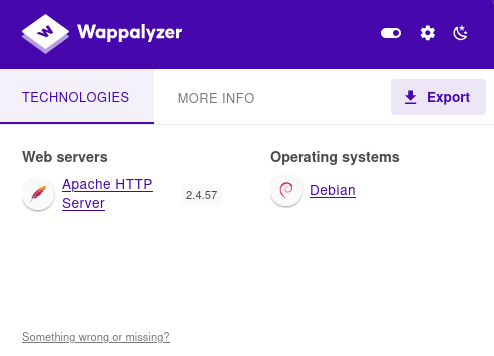 Wappalyzer
TECHNOLOGIES
MORE INFO
Export
Web servers
Apache HTTP
Server
2.4.57
Operating systems
Debian
Something wrong or missing?